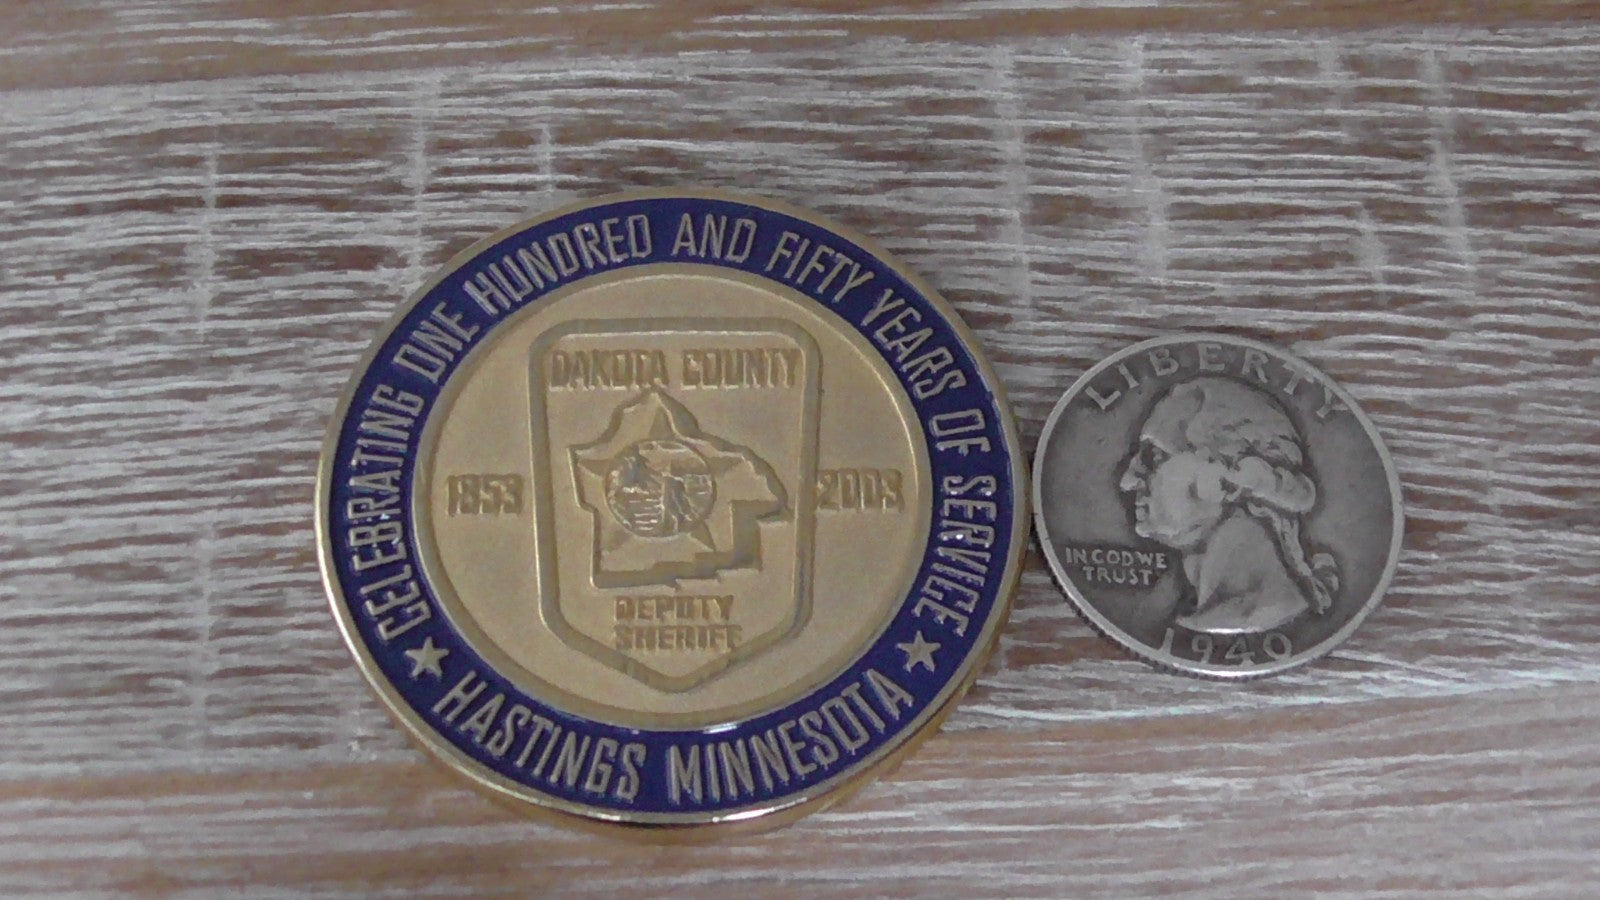 CELEBRATING ONE HUNDRED AND FIFTY YEARS OF SERVICE
DAKOTA COUNTY
1853
2003
DEPUTY
SHERIFF
★ HASTINGS MINNESOTA ★
LIBERTY
IN GOD WE
TRUST
1940